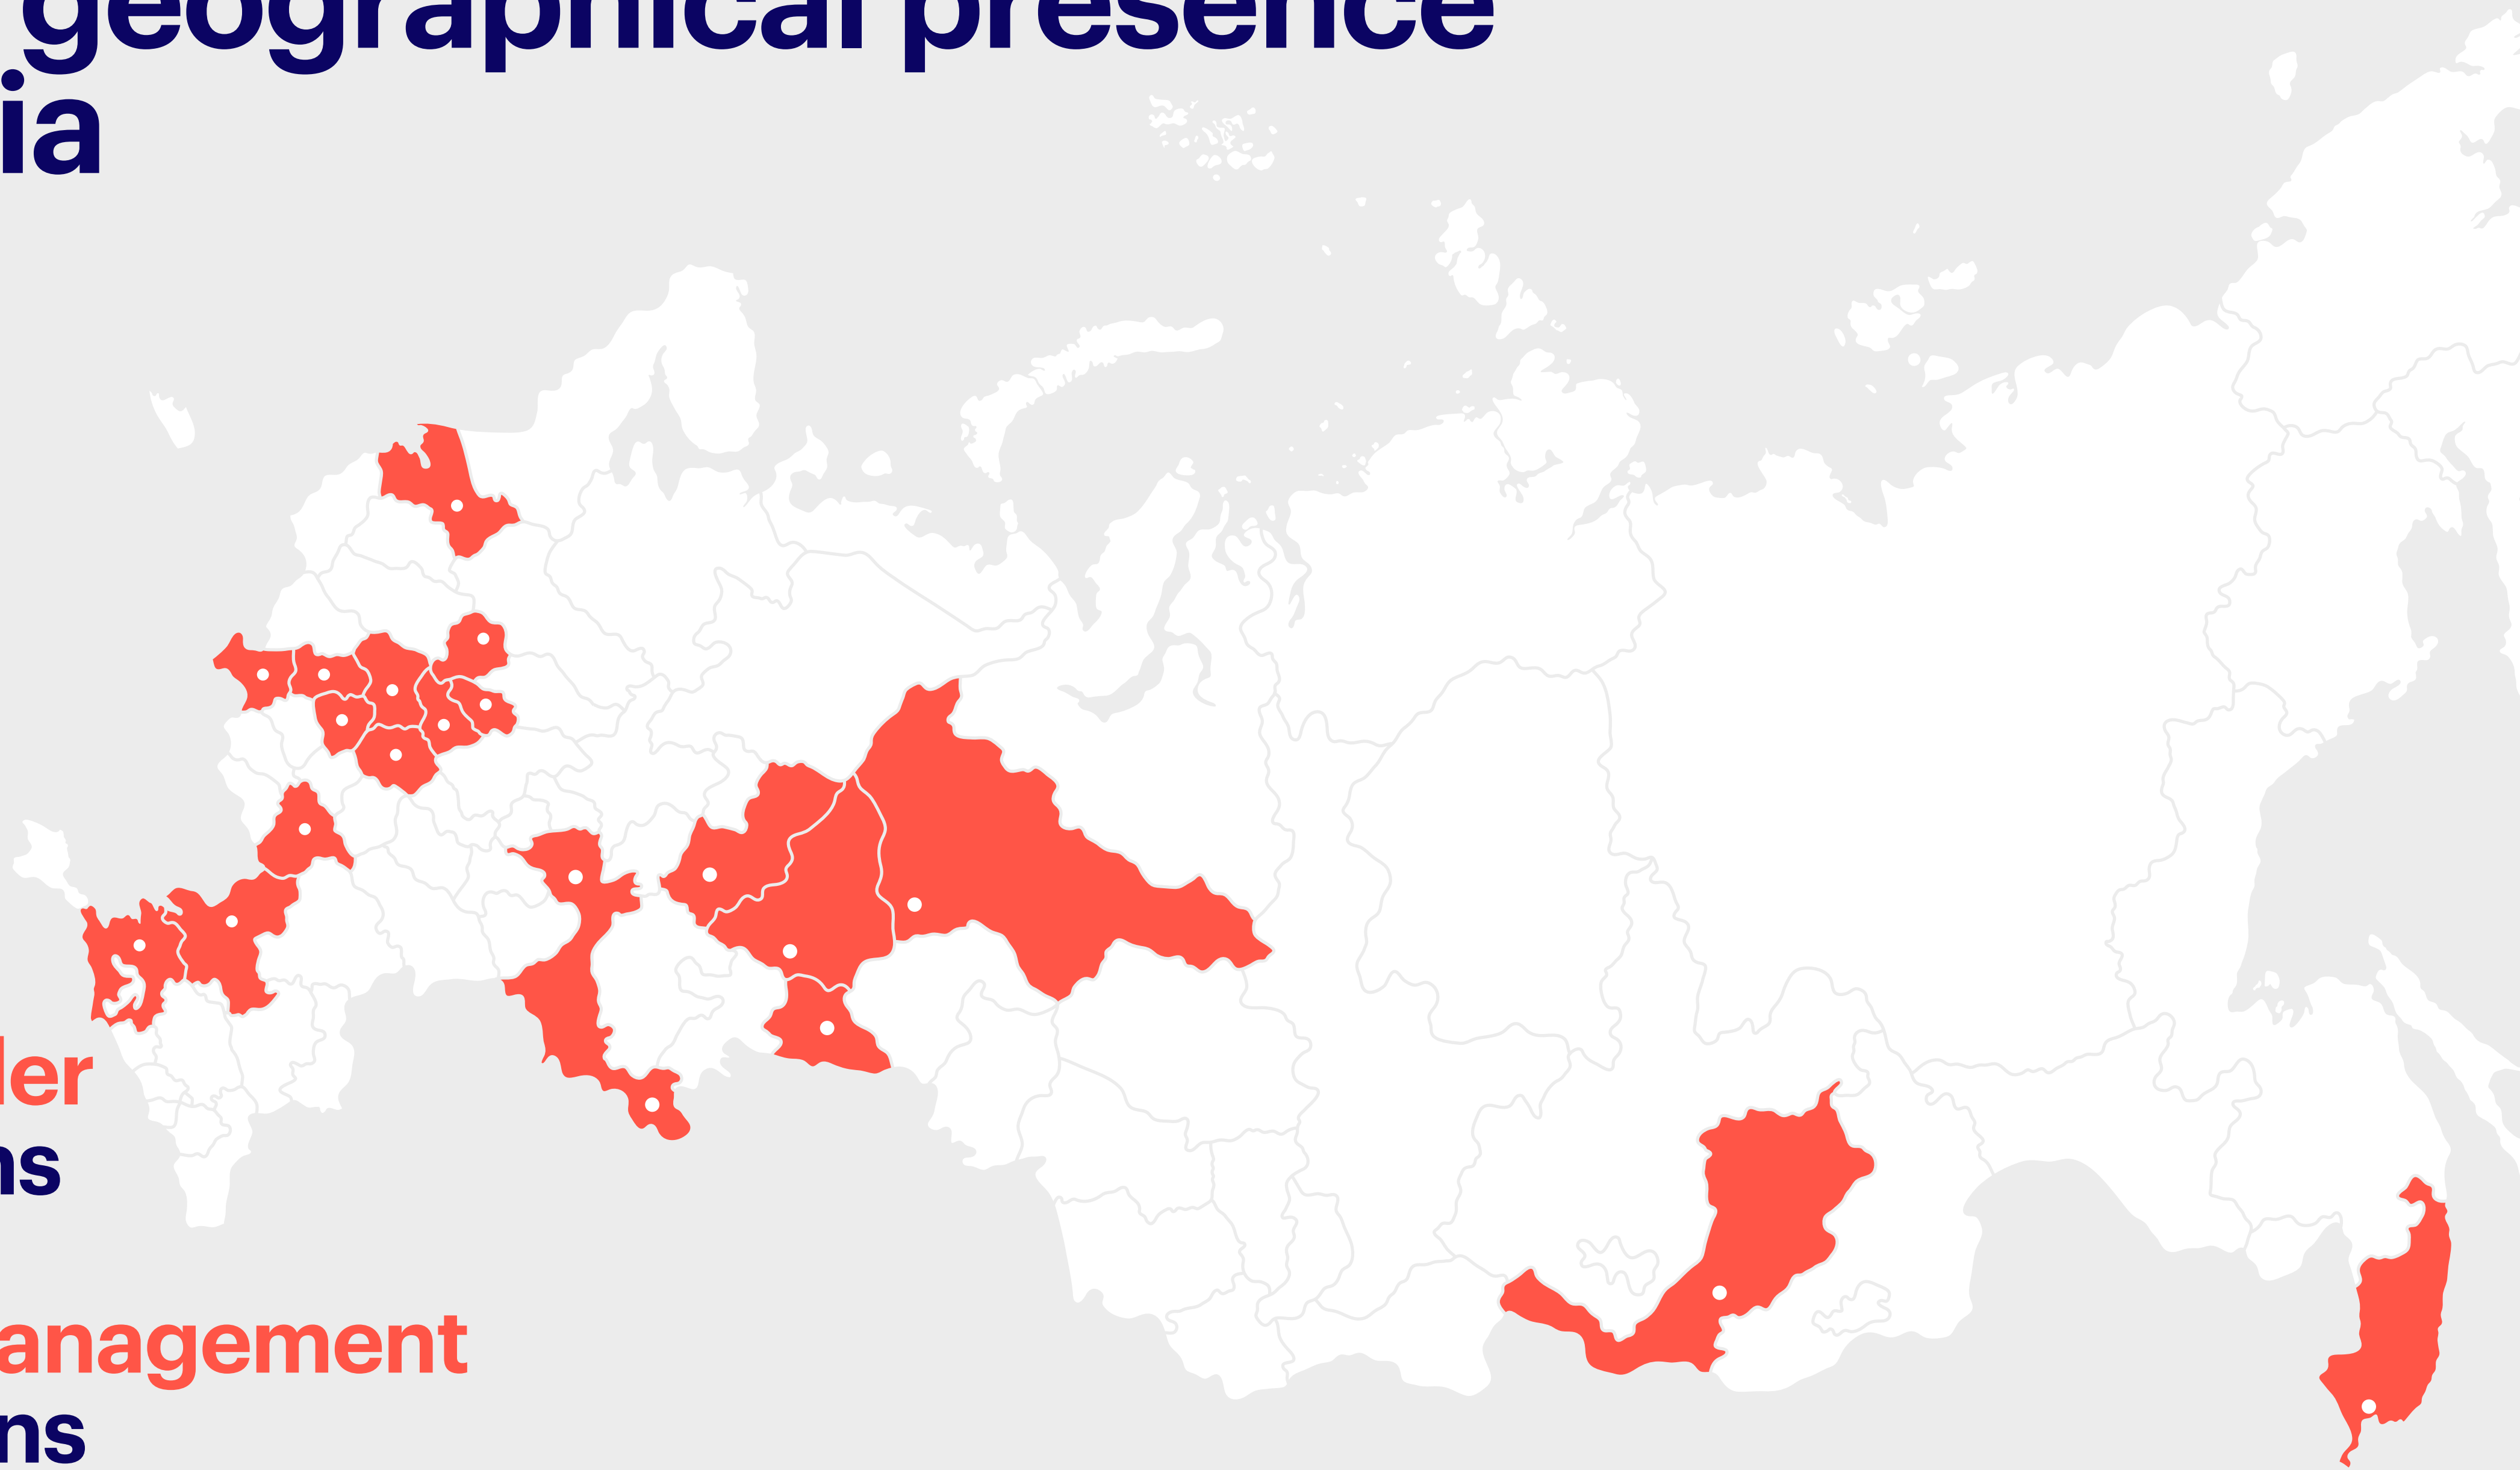 geographical presence
ia
ler
ns
anagement
ns